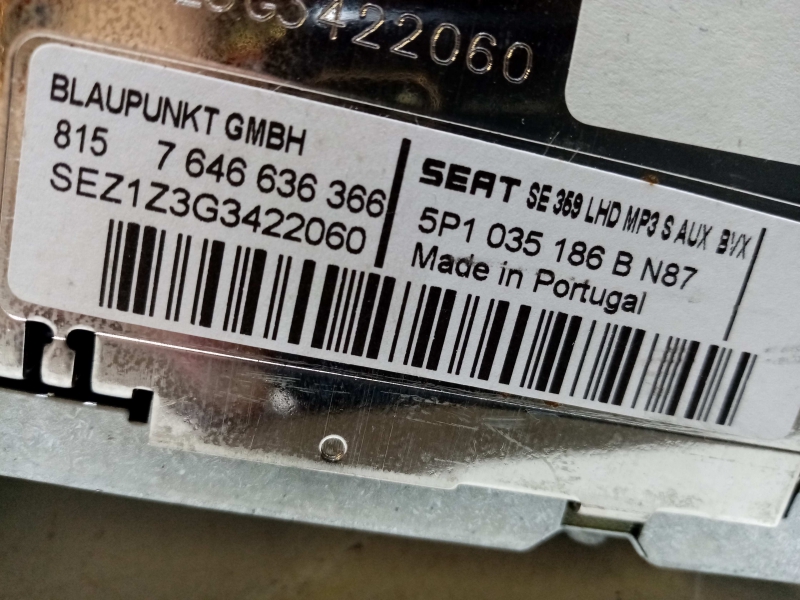 Z3G3422060
BLAUPUNKT GMBH
815 7 646 636 366
SEZ1Z3G3422060
SEAT SE 359 LHD MP3 S AUX BVX
5P1 035 186 B N87
Made in Portugal